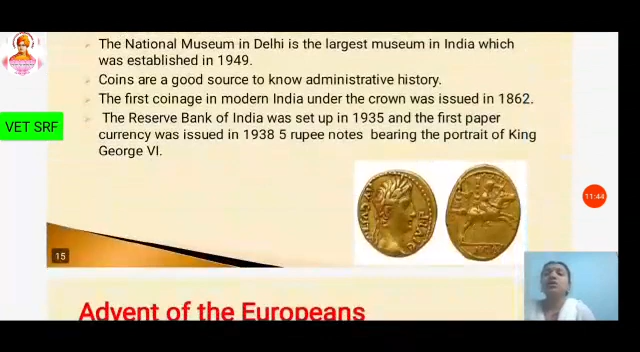 The National Museum in Delhi is the largest museum in India which
was established in 1949.
Coins are a good source to know administrative history.
The first coinage in modern India under the crown was issued in 1862.
The Reserve Bank of India was set up in 1935 and the first paper
currency was issued in 1938 5 rupee notes bearing the portrait of King
George VI.
VET SRF
11:44
15
Advent of the Europeans